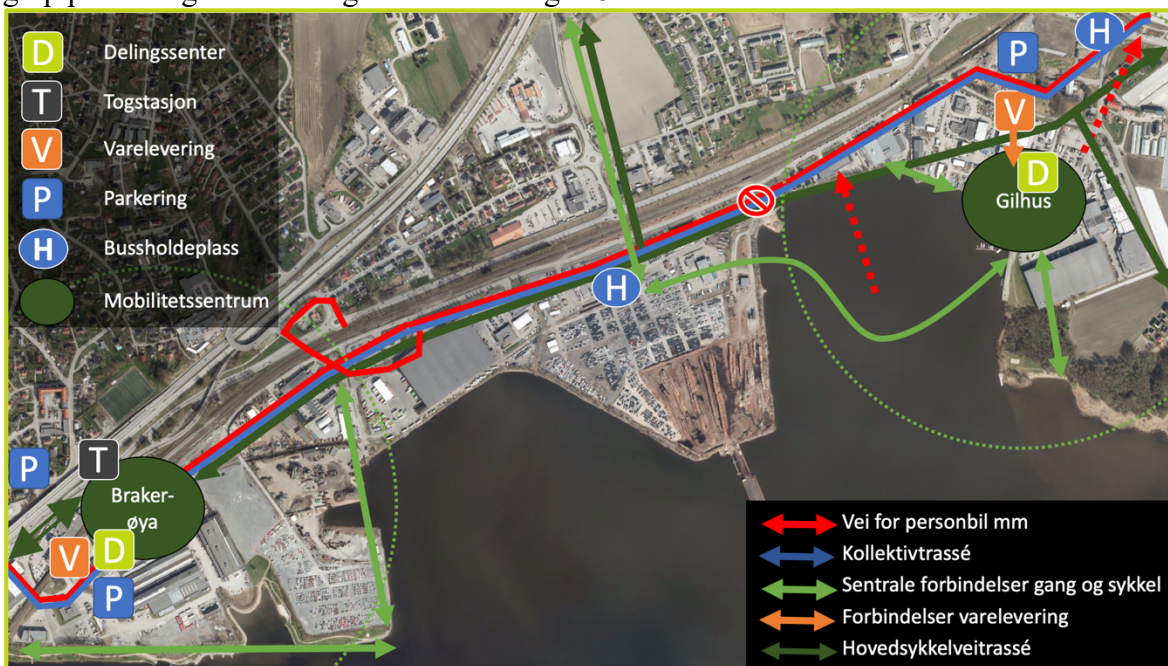 D Delingssenter
T Togstasjon
V Varelevering
P Parkering
H Bussholdeplass
Mobilitetssentrum
P
H
V
D
Gilhus
H
P
T
Braker-
øya
V
D
P
Vei for personbil mm
Kollektivtrassé
Sentrale forbindelser gang og sykkel
Forbindelser varelevering
Hovedsykkelveitrassé